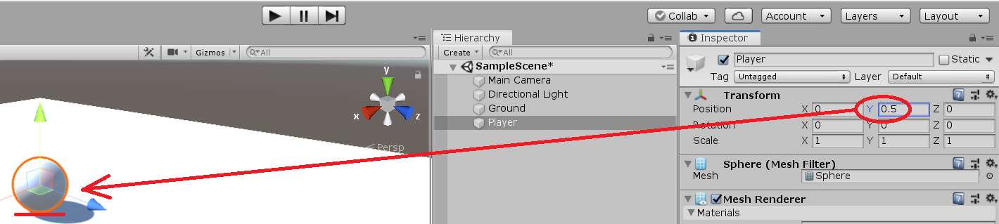 Collab
Account
Layers
Layout
Gizmos
All
y
x
z
Persp
Hierarchy
Create
All
SampleScene*
Main Camera
Directional Light
Ground
Player
Inspector
Player
Static
Tag Untagged Layer Default
Transform
Position X 0 Y 0.5 Z 0
Rotation X 0 Y 0 Z 0
Scale X 1 Y 1 Z 1
Sphere (Mesh Filter)
Mesh Sphere
Mesh Renderer
Materials